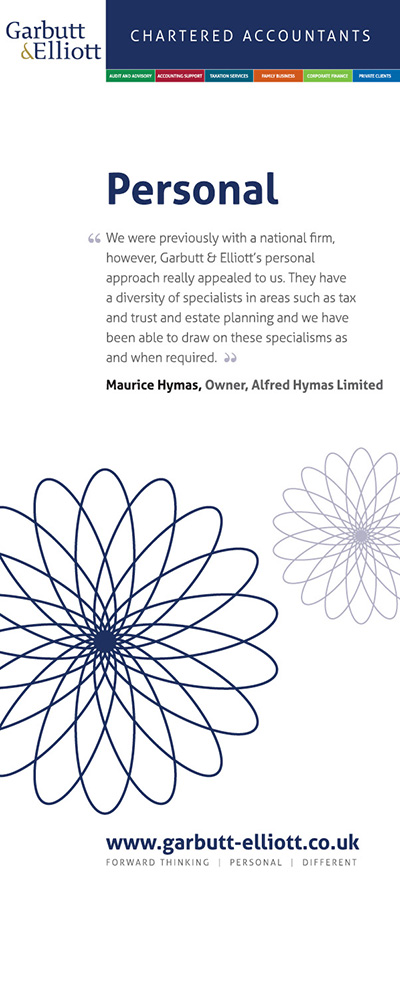 Garbutt
&Elliott
CHARTERED ACCOUNTANTS
AUDIT AND ADVISORY
ACCOUNTING SUPPORT
TAXATION SERVICES
FAMILY BUSINESS
CORPORATE FINANCE
PRIVATE CLIENTS
Personal
“ We were previously with a national firm,
however, Garbutt & Elliott's personal
approach really appealed to us. They have
a diversity of specialists in areas such as tax
and trust and estate planning and we have
been able to draw on these specialisms as
and when required. ”
Maurice Hymas, Owner, Alfred Hymas Limited
www.garbutt-elliott.co.uk
FORWARD THINKING | PERSONAL | DIFFERENT